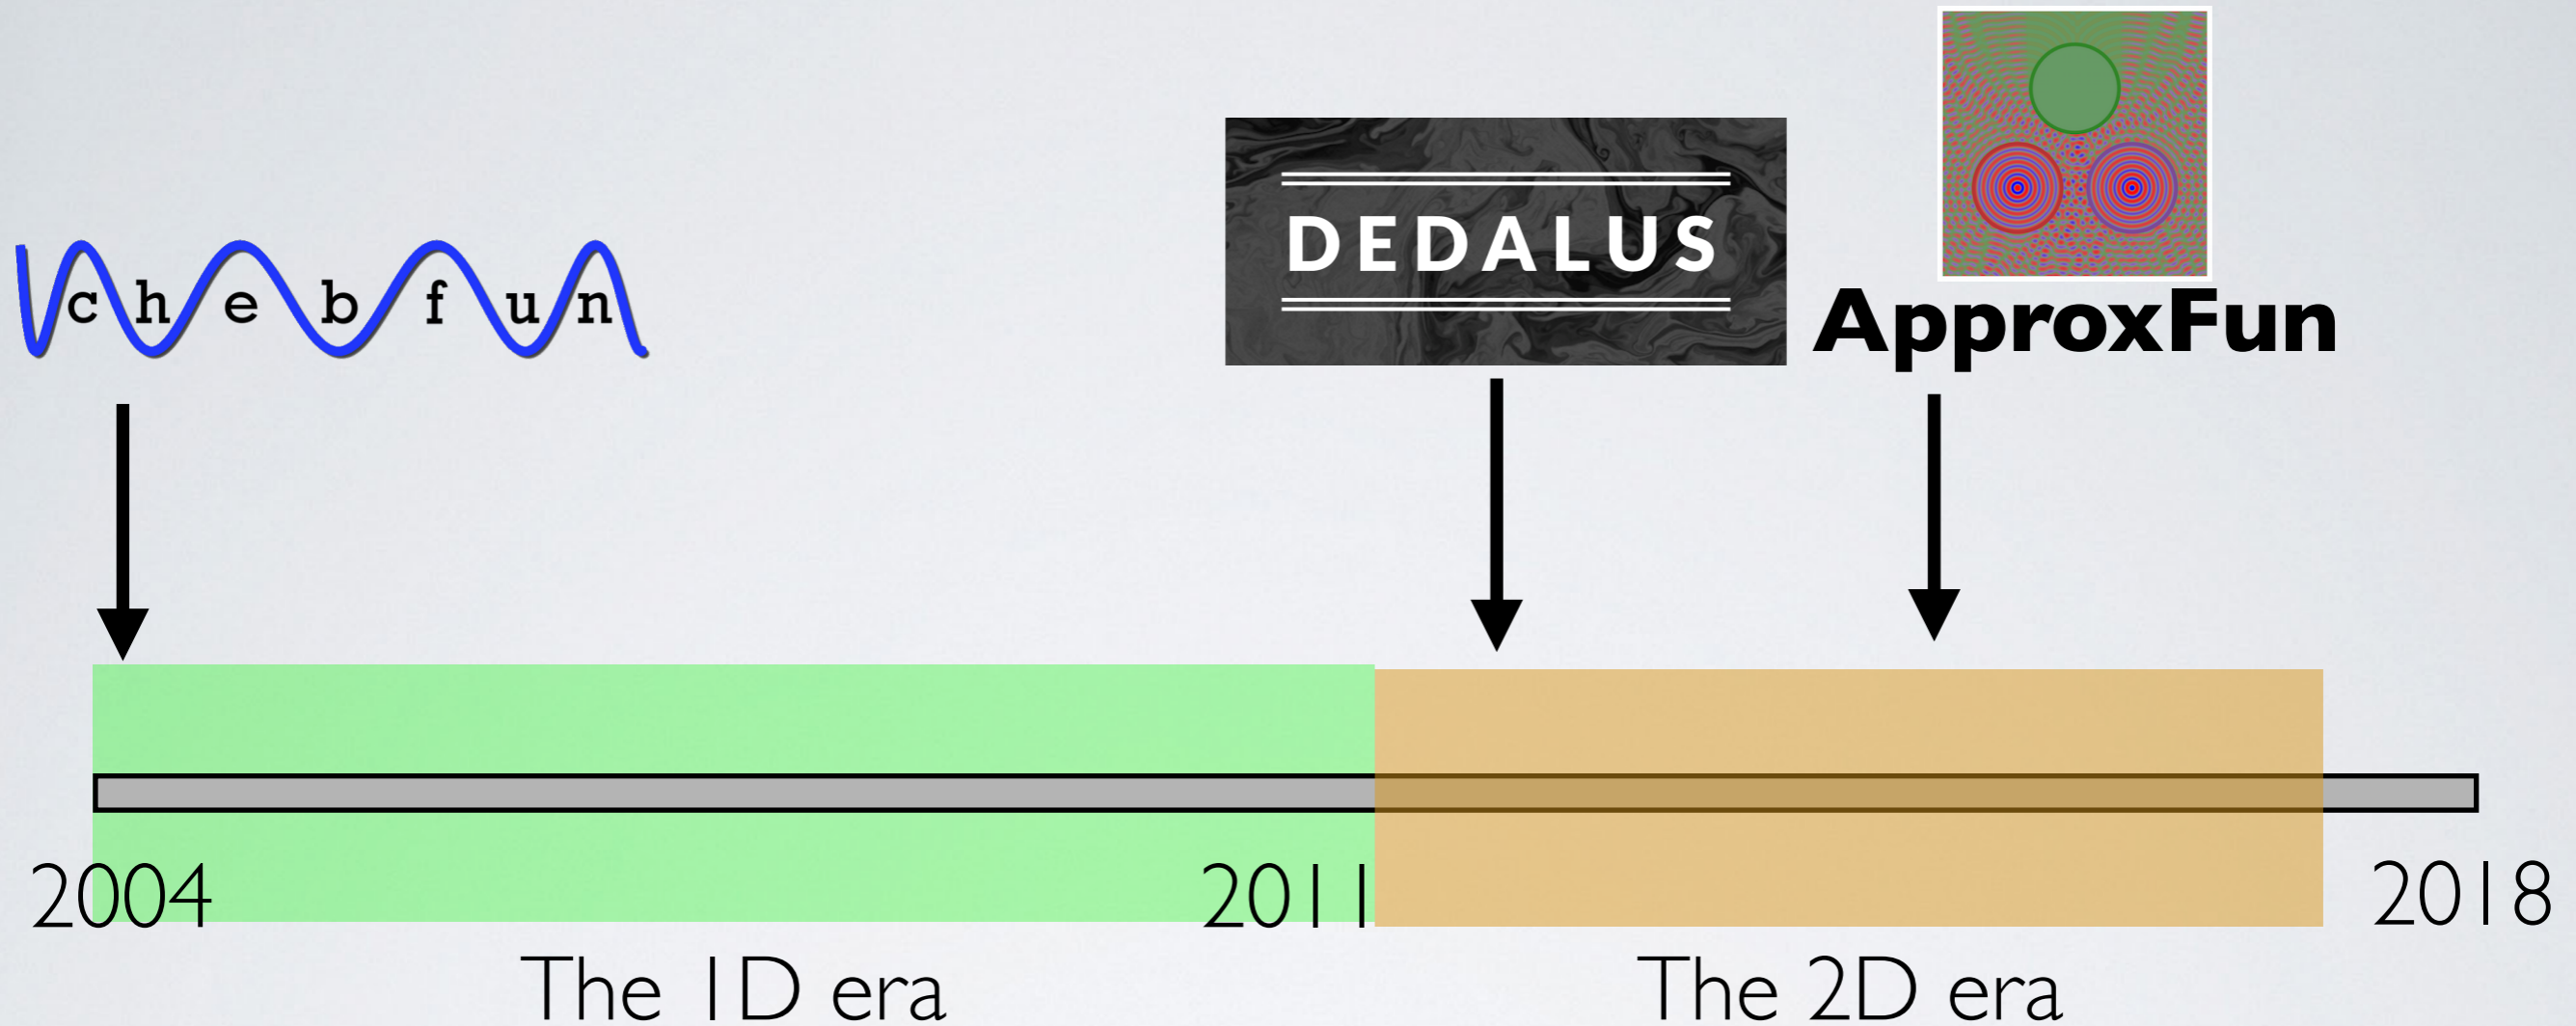 chebfun
DEDALUS
ApproxFun
2004
2011
2018
The 1D era
The 2D era